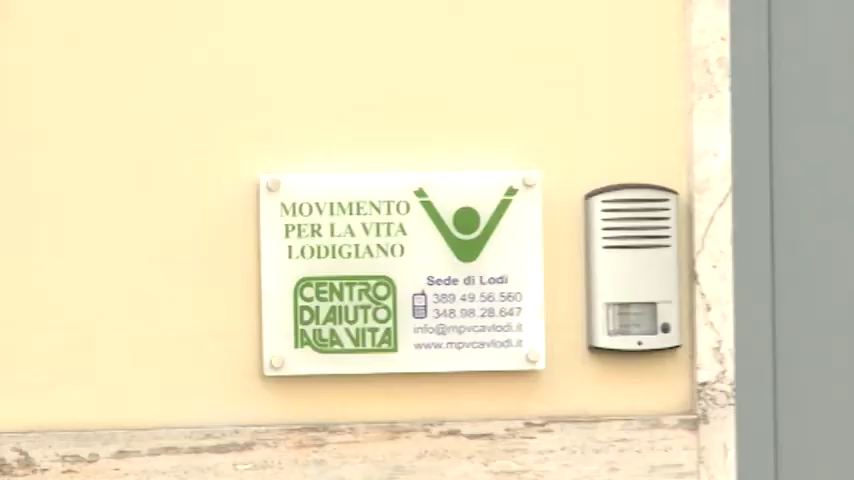 MOVIMENTO
PER LA VITA
LODIGIANO
CENTRO
DI AIUTO
ALLA VITA
Sede di Lodi
389 49.56.560
348.98.28.647
info@mpvcavlodi.it
www.mpvcavlodi.it